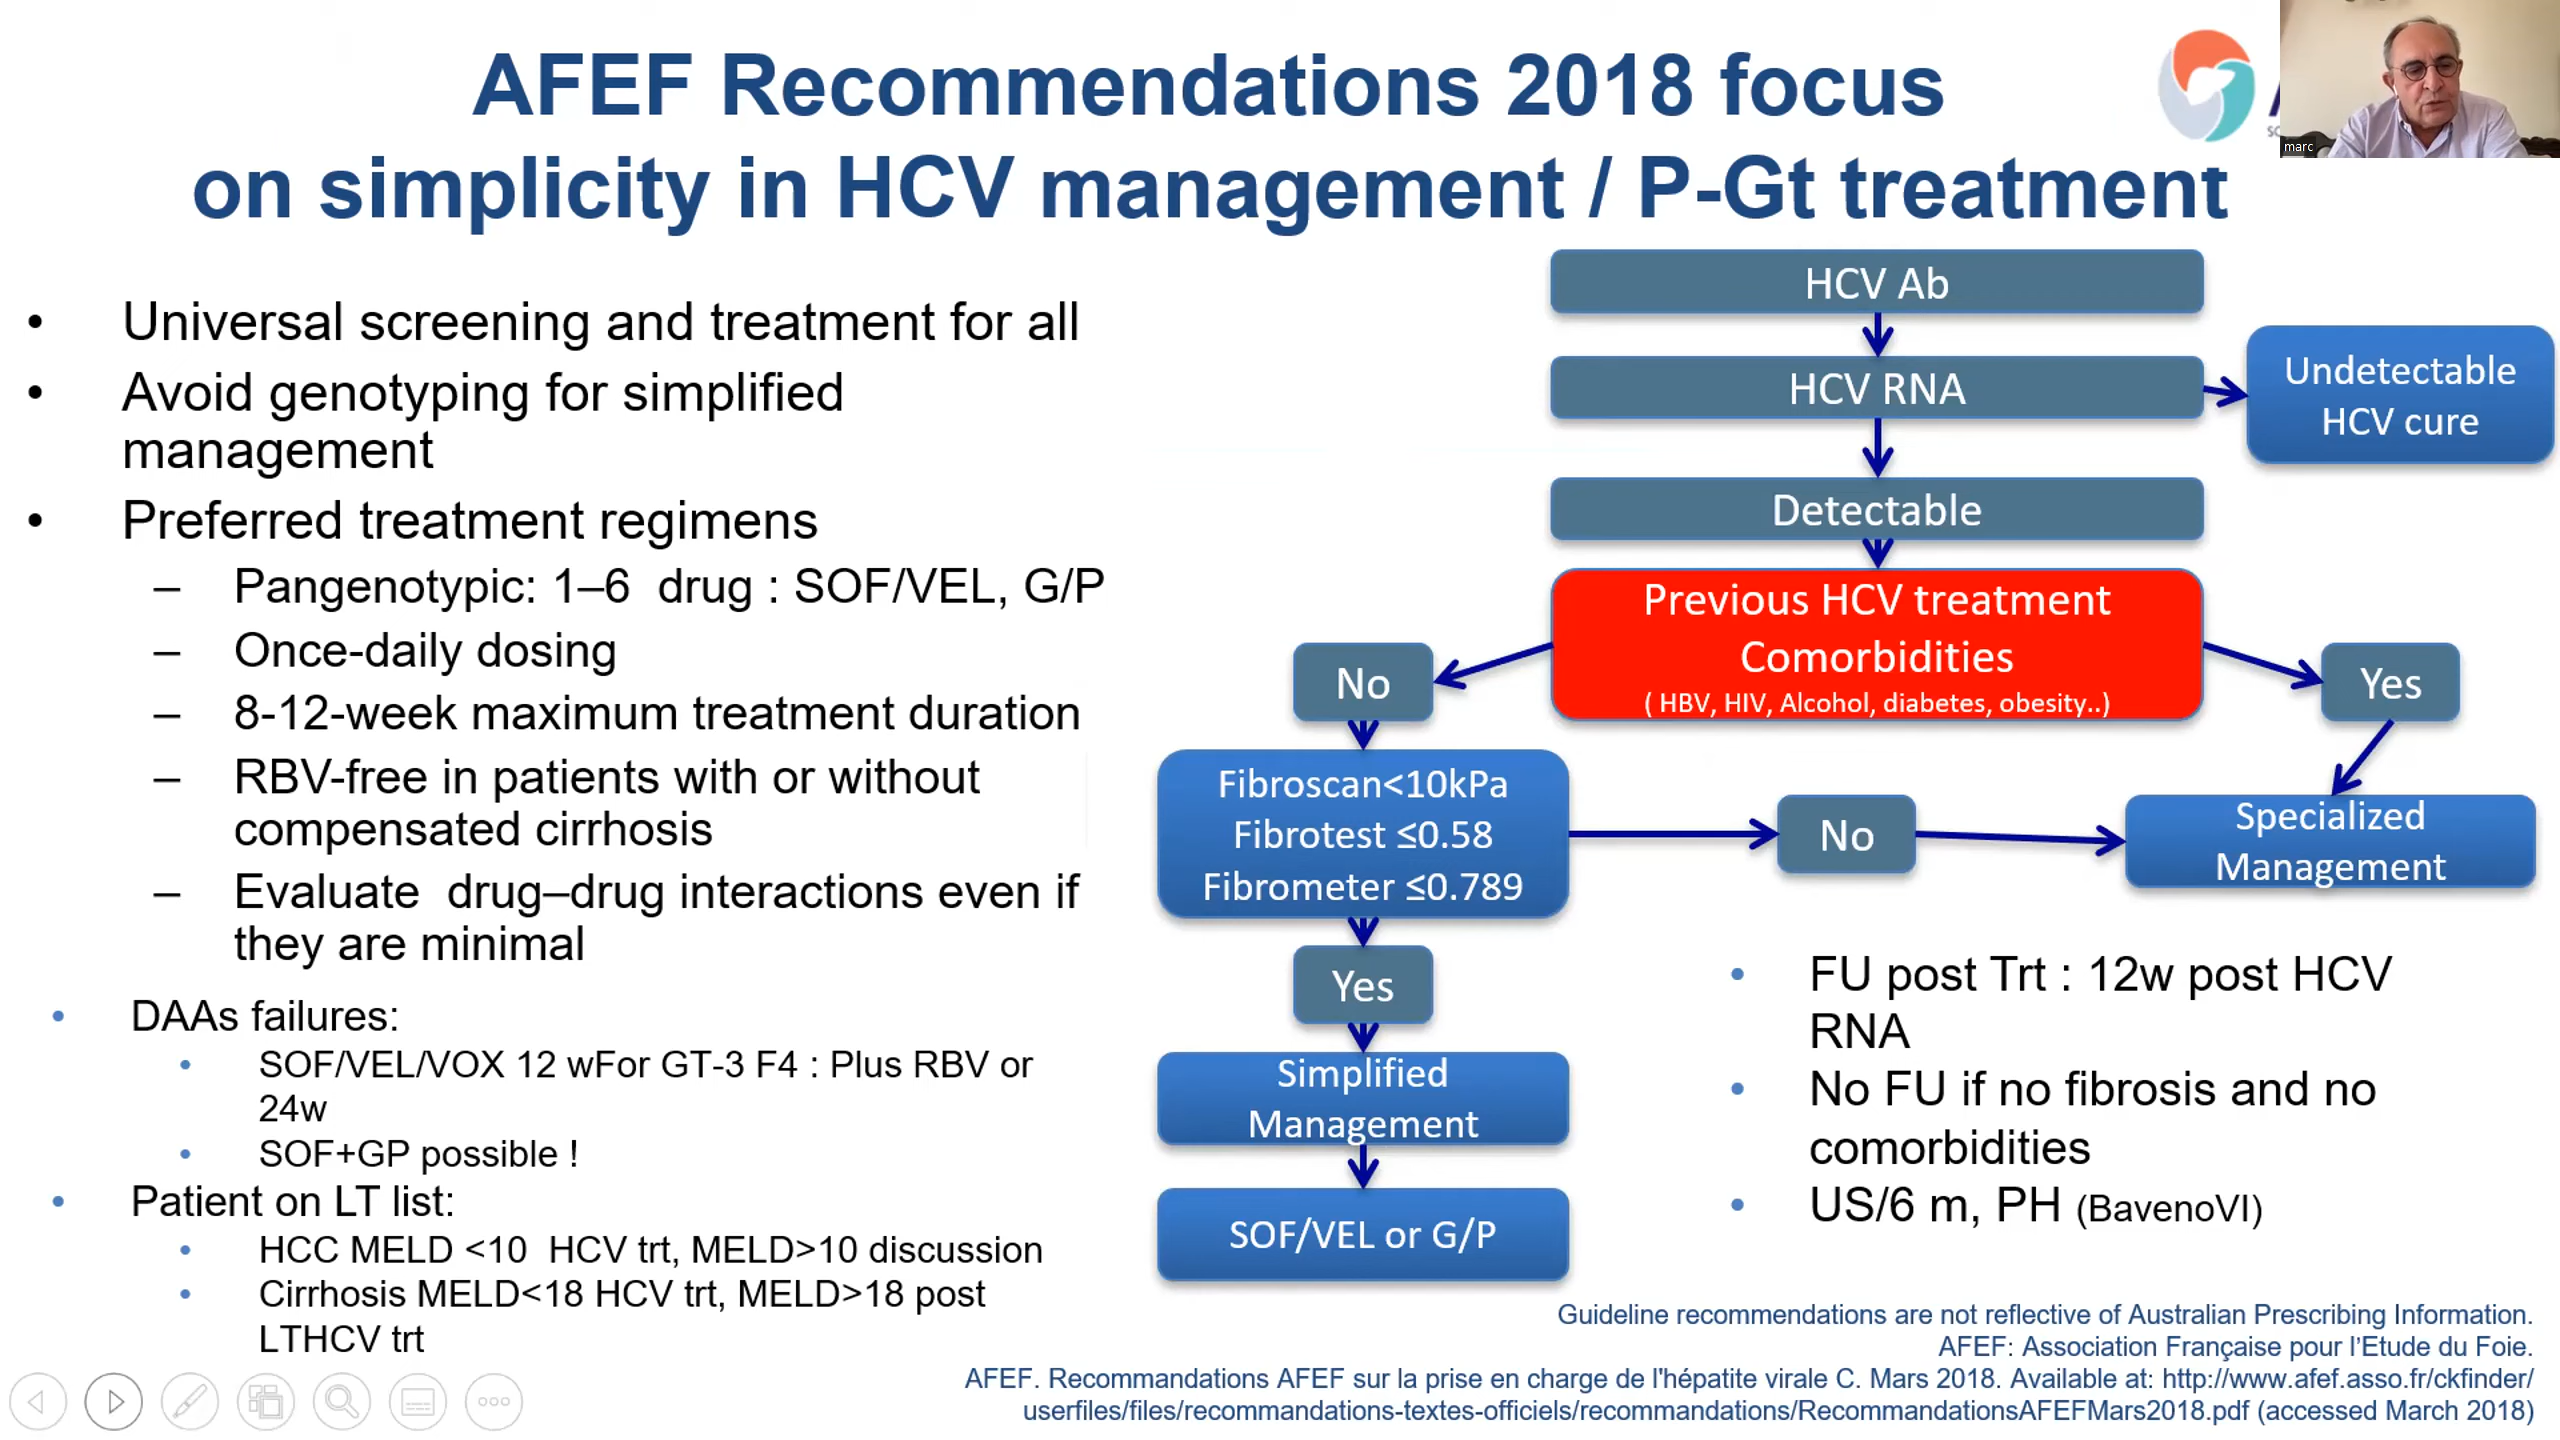 AFEF Recommendations 2018 focus
on simplicity in HCV management / P-Gt treatment
marc
• Universal screening and treatment for all
• Avoid genotyping for simplified
management
• Preferred treatment regimens
– Pangenotypic: 1–6 drug : SOF/VEL, G/P
– Once-daily dosing
– 8-12-week maximum treatment duration
– RBV-free in patients with or without
compensated cirrhosis
– Evaluate drug–drug interactions even if
they are minimal
• DAAs failures:
• SOF/VEL/VOX 12 wFor GT-3 F4 : Plus RBV or
24w
• SOF+GP possible !
• Patient on LT list:
• HCC MELD <10 HCV trt, MELD>10 discussion
• Cirrhosis MELD<18 HCV trt, MELD>18 post
LTHCV trt
HCV Ab
HCV RNA
Undetectable
HCV cure
Detectable
Previous HCV treatment
Comorbidities
( HBV, HIV, Alcohol, diabetes, obesity..)
No
Yes
Fibroscan<10kPa
Fibrotest ≤0.58
Fibrometer ≤0.789
No
Specialized
Management
Yes
Simplified
Management
SOF/VEL or G/P
• FU post Trt : 12w post HCV
RNA
• No FU if no fibrosis and no
comorbidities
• US/6 m, PH (BavenoVI)
Guideline recommendations are not reflective of Australian Prescribing Information.
AFEF: Association Française pour l’Etude du Foie.
AFEF. Recommandations AFEF sur la prise en charge de l'hépatite virale C. Mars 2018. Available at: http://www.afef.asso.fr/ckfinder/
userfiles/files/recommandations-textes-officiels/recommandations/RecommandationsAFEFMars2018.pdf (accessed March 2018)